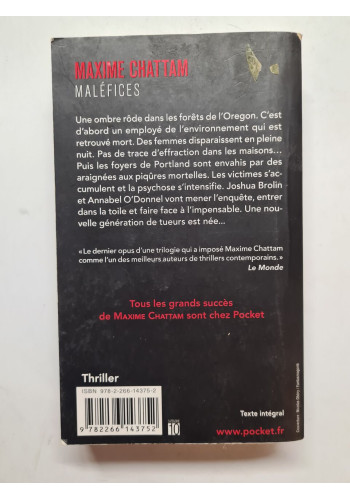 MAXIME CHATTAM
MALÉFICES
Une ombre rôde dans les forêts de l'Oregon. C'est
d'abord un employé de l'environnement qui est
retrouvé mort. Des femmes disparaissent en pleine
nuit. Pas de trace d'effraction dans les maisons...
Puis les foyers de Portland sont envahis par des
araignées aux piqûres mortelles. Les victimes s'ac-
cumulent et la psychose s'intensifie. Joshua Brolin
et Annabel O'Donnel vont mener l'enquête, entrer
dans la toile et faire face à l'impensable. Une nou-
velle génération de tueurs est née...
« Le dernier opus d'une trilogie qui a imposé Maxime Chattam
comme l'un des meilleurs auteurs de thrillers contemporains. »
Le Monde
Tous les grands succès
de MAXIME CHATTAM sont chez Pocket
Thriller
ISBN 978-2-266-14375-2
9 782266 143752
10
Texte intégral
www.pocket.fr